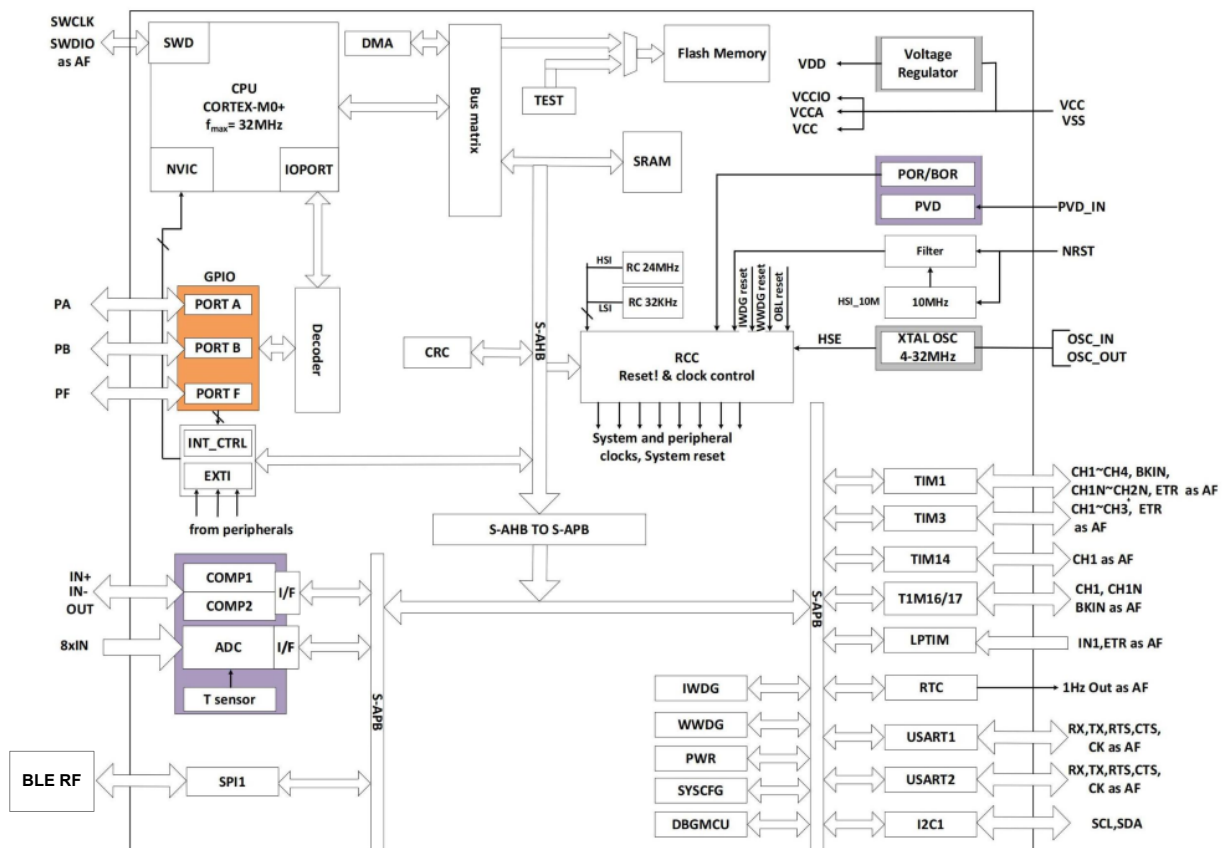 SWCLK
SWDIO
as AF
SWD
CPU
CORTEX-M0+
fmax= 32MHz
NVIC
IOPORT
DMA
Bus matrix
TEST
Flash Memory
SRAM
VDD
Voltage
Regulator
VCCIO
VCCA
VCC
VCC
VSS
POR/BOR
PVD
PVD_IN
Filter
NRST
HSI_10M
10MHz
HSI
RC 24MHz
LSI
RC 32KHz
IWDG reset
WWDG reset
OBL reset
HSE
XTAL OSC
4-32MHz
OSC_IN
OSC_OUT
RCC
Reset! & clock control
System and peripheral
clocks, System reset
GPIO
PA
PORT A
PB
PORT B
PF
PORT F
Decoder
CRC
S-AHB
INT_CTRL
EXTI
from peripherals
S-AHB TO S-APB
IN+
IN-
OUT
COMP1
COMP2
I/F
8xIN
ADC
I/F
T sensor
S-APB
BLE RF
SPI1
S-APB
IWDG
WWDG
PWR
SYSCFG
DBGMCU
TIM1
CH1~CH4, BKIN,
CH1N~CH2N, ETR as AF
TIM3
CH1~CH3, ETR
as AF
TIM14
CH1 as AF
T1M16/17
CH1, CH1N
BKIN as AF
LPTIM
IN1,ETR as AF
RTC
1Hz Out as AF
USART1
RX,TX,RTS,CTS,
CK as AF
USART2
RX,TX,RTS,CTS,
CK as AF
I2C1
SCL,SDA